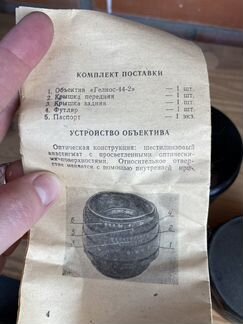 КОМПЛЕКТ ПОСТАВКИ
1. Объектив «Гелиос-44-2» — 1 шт.
2. Крышка передняя — 1 шт.
3. Крышка задняя — 1 шт.
4. Футляр — 1 шт.
5. Паспорт — 1 экз.
УСТРОЙСТВО ОБЪЕКТИВА
Оптическая конструкция: шестилинзовый
анастигмат с просветленными оптически-
ми поверхностями. Относительное отвер-
стие меняется с помощью внутренней
4